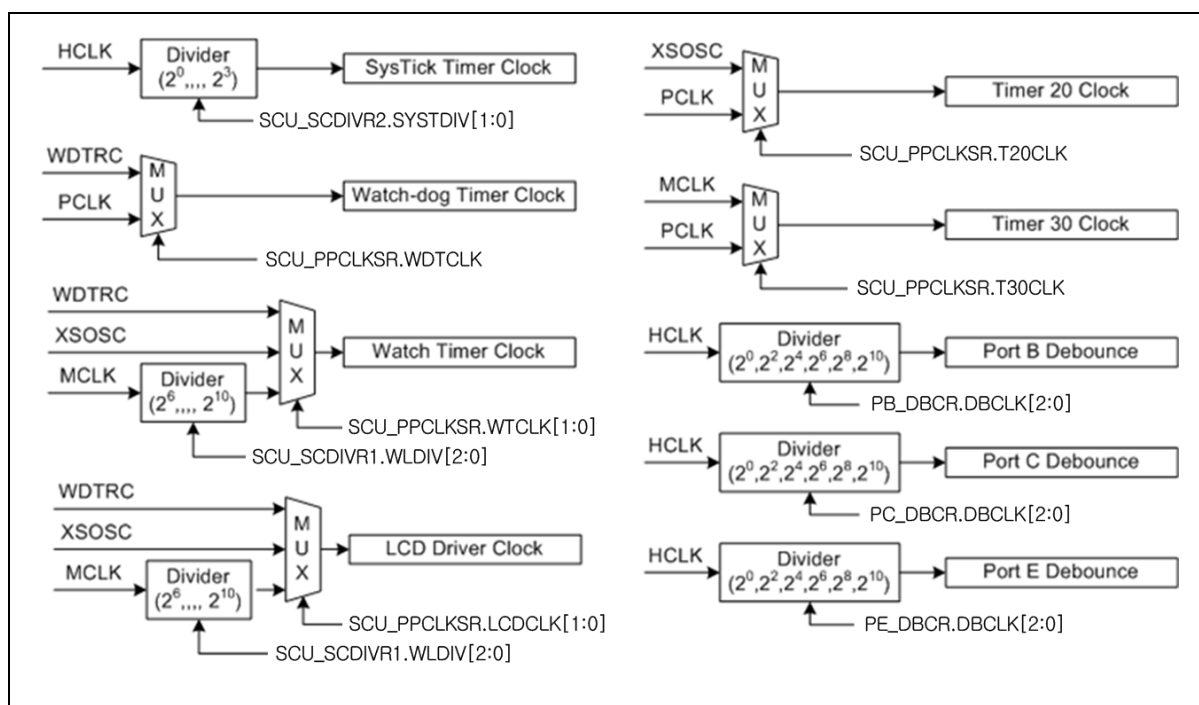 HCLK
Divider
(2⁰,,,, 2³)
SysTick Timer Clock
SCU_SCDIVR2.SYSTDIV[1:0]
WDTRC
PCLK
MUX
Watch-dog Timer Clock
SCU_PPCLKSR.WDTCLK
WDTRC
XSOSC
MCLK
Divider
(2⁶,,,, 2¹⁰)
MUX
Watch Timer Clock
SCU_PPCLKSR.WTCLK[1:0]
SCU_SCDIVR1.WLDIV[2:0]
WDTRC
XSOSC
MCLK
Divider
(2⁶,,,, 2¹⁰)
MUX
LCD Driver Clock
SCU_PPCLKSR.LCDCLK[1:0]
SCU_SCDIVR1.WLDIV[2:0]
XSOSC
PCLK
MUX
Timer 20 Clock
SCU_PPCLKSR.T20CLK
MCLK
PCLK
MUX
Timer 30 Clock
SCU_PPCLKSR.T30CLK
HCLK
Divider
(2⁰,2²,2⁴,2⁶,2⁸,2¹⁰)
Port B Debounce
PB_DBCR.DBCLK[2:0]
HCLK
Divider
(2⁰,2²,2⁴,2⁶,2⁸,2¹⁰)
Port C Debounce
PC_DBCR.DBCLK[2:0]
HCLK
Divider
(2⁰,2²,2⁴,2⁶,2⁸,2¹⁰)
Port E Debounce
PE_DBCR.DBCLK[2:0]